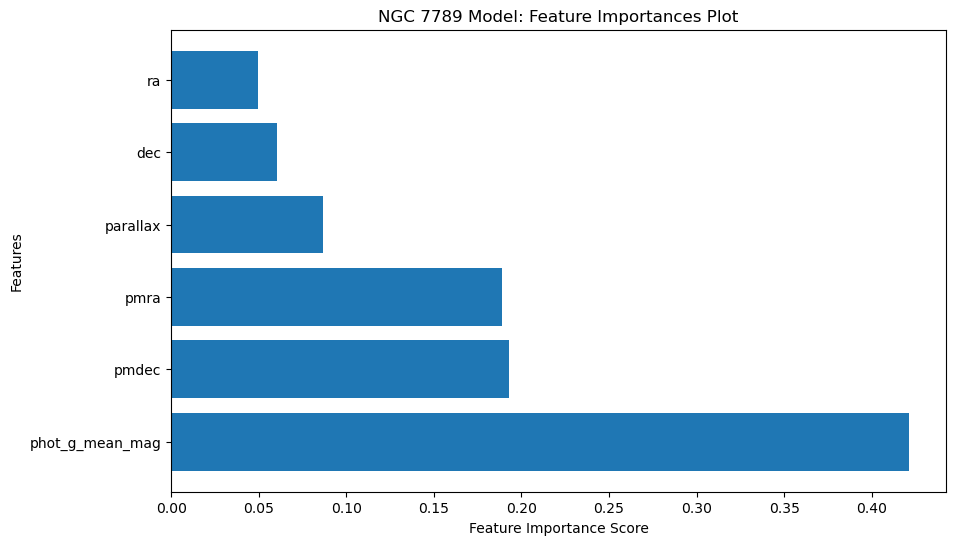 NGC 7789 Model: Feature Importances Plot
Features
ra
dec
parallax
pmra
pmdec
phot_g_mean_mag
0.00 0.05 0.10 0.15 0.20 0.25 0.30 0.35 0.40
Feature Importance Score